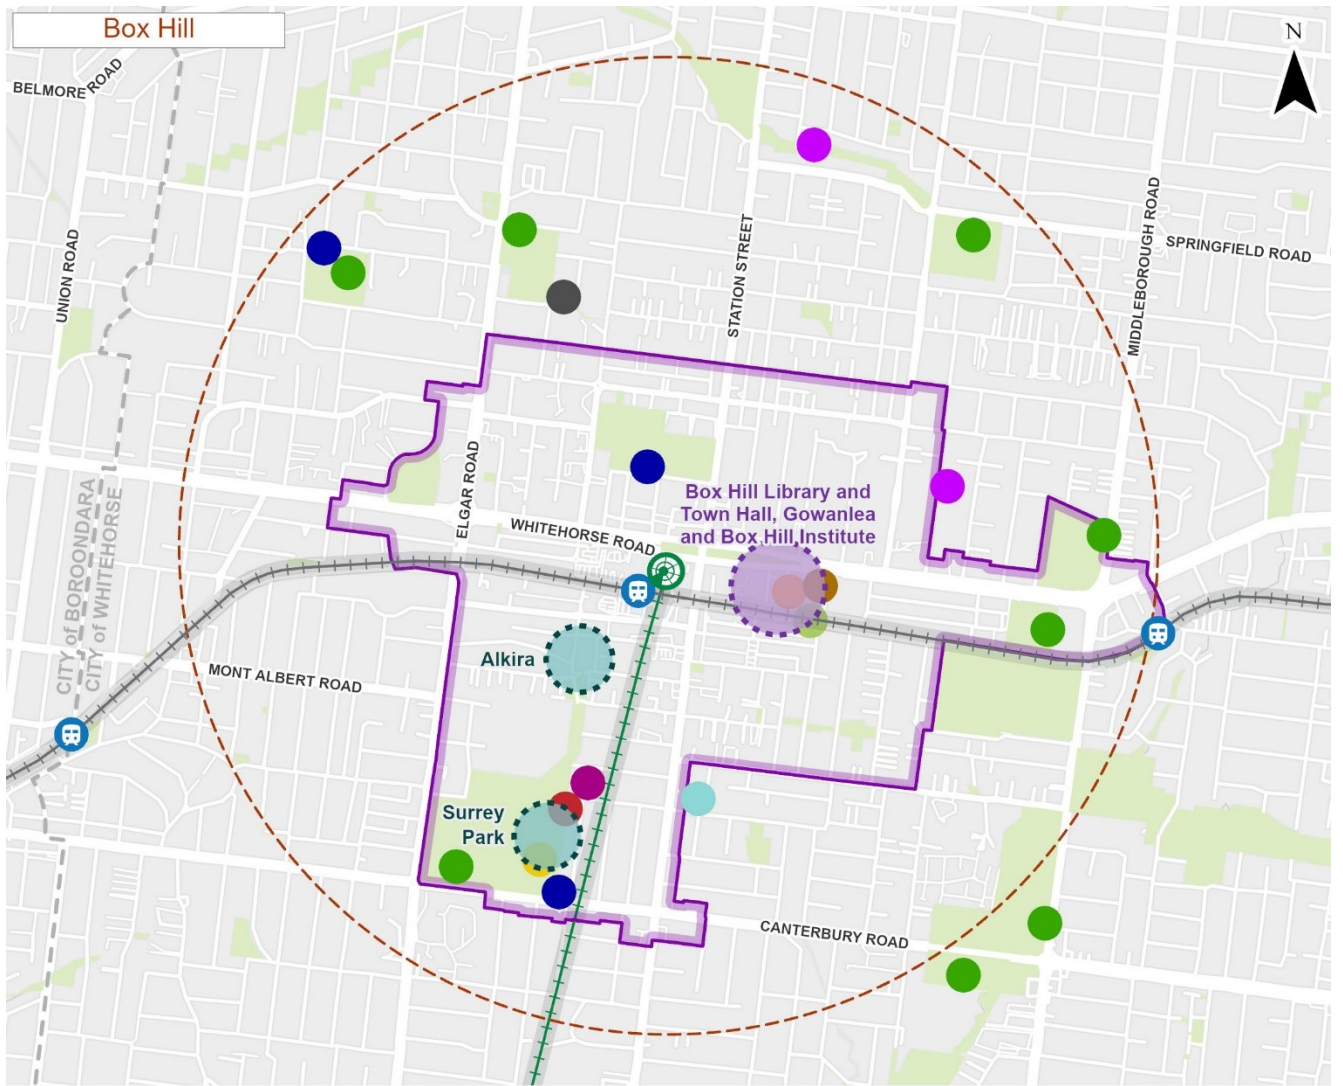 Box Hill
N
BELMORE ROAD
UNION ROAD
STATION STREET
MIDDLEBOROUGH ROAD
SPRINGFIELD ROAD
ELGAR ROAD
CITY of BOROONDARA
CITY of WHITEHORSE
WHITEHORSE ROAD
Box Hill Library and
Town Hall, Gowanlea
and Box Hill Institute
Alkira
MONT ALBERT ROAD
Surrey
Park
CANTERBURY ROAD